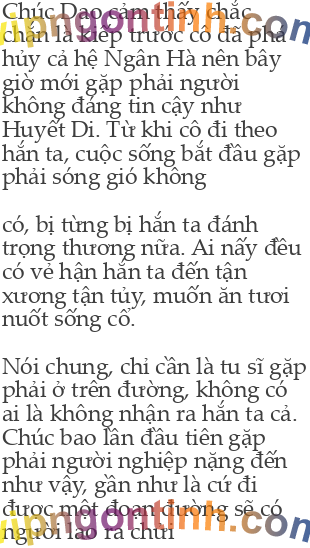 Chúc Dao cảm thấy chắc
chắn là kiếp trước cô đã phá
hủy cả hệ Ngân Hà nên bây
giờ mới gặp phải người
không đáng tin cậy như
Huyết Di. Từ khi cô đi theo
hắn ta, cuộc sống bắt đầu gặp
phải sóng gió không
có, bị từng bị hắn ta đánh
trọng thương nữa. Ai nấy đều
có vẻ hận hắn ta đến tận
xương tận tủy, muốn ăn tươi
nuốt sống cổ.
Nói chung, chỉ cần là tu sĩ gặp
phải ở trên đường, không có
ai là không nhận ra hắn ta cả.
Chúc bao lần đầu tiên gặp
phải người nghiệp nặng đến
như vậy, gần như là cứ đi
được một đoạn đường sẽ có
người lao ra chửi
vipngontinh.com
vipngontinh.com